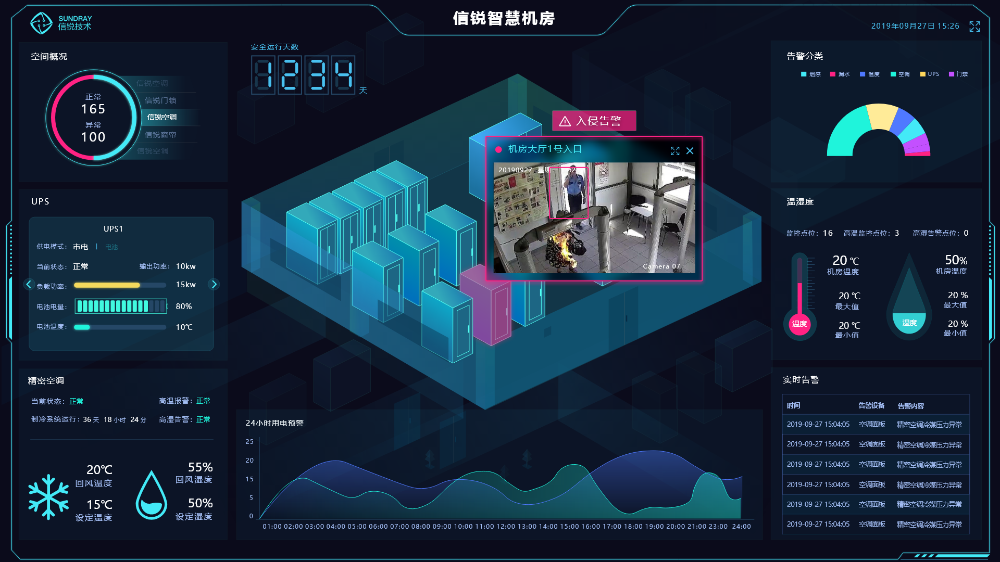 SUNDRAY
信锐技术
信锐智慧机房
2019年09月27日 15:26
空间概况
正常
165
异常
100
信锐空调
信锐门锁
信锐空调
信锐窗帘
信锐空调
UPS
UPS1
供电模式: 市电 | 电池
当前状态: 正常 输出功率: 10kw
负载功率: 15kw
电池电量: 80%
电池温度: 10℃
精密空调
当前状态: 正常 高温报警: 正常
制冷系统运行: 36 天 18 小时 24 分 高湿告警: 正常
20℃
回风温度
15℃
设定温度
55%
回风湿度
50%
设定湿度
安全运行天数
1234 天
入侵告警
机房大厅1号入口
20190927 星期一
Camera 07
24小时用电预警
25
20
15
5
0
01:00 02:00 03:00 04:00 05:00 06:00 07:00 08:00 09:00 10:00 11:00 12:00 13:00 14:00 15:00 16:00 17:00 18:00 19:00 20:00 21:00 23:00 24:00
告警分类
烟感 漏水 温度 空调 UPS 门禁
温湿度
监控点位: 16 高温监控点位: 3 高湿告警点位: 0
20 ℃
机房温度
20 ℃
最大值
20 ℃
最小值
温度
50%
机房温度
20 %
最大值
20 %
最小值
湿度
实时告警
时间 告警设备 告警内容
2019-09-27 15:04:05 空调面板 精密空调冷媒压力异常
2019-09-27 15:04:05 空调面板 精密空调冷媒压力异常
2019-09-27 15:04:05 空调面板 精密空调冷媒压力异常
2019-09-27 15:04:05 空调面板 精密空调冷媒压力异常
2019-09-27 15:04:05 空调面板 精密空调冷媒压力异常
2019-09-27 15:04:05 空调面板 精密空调冷媒压力异常